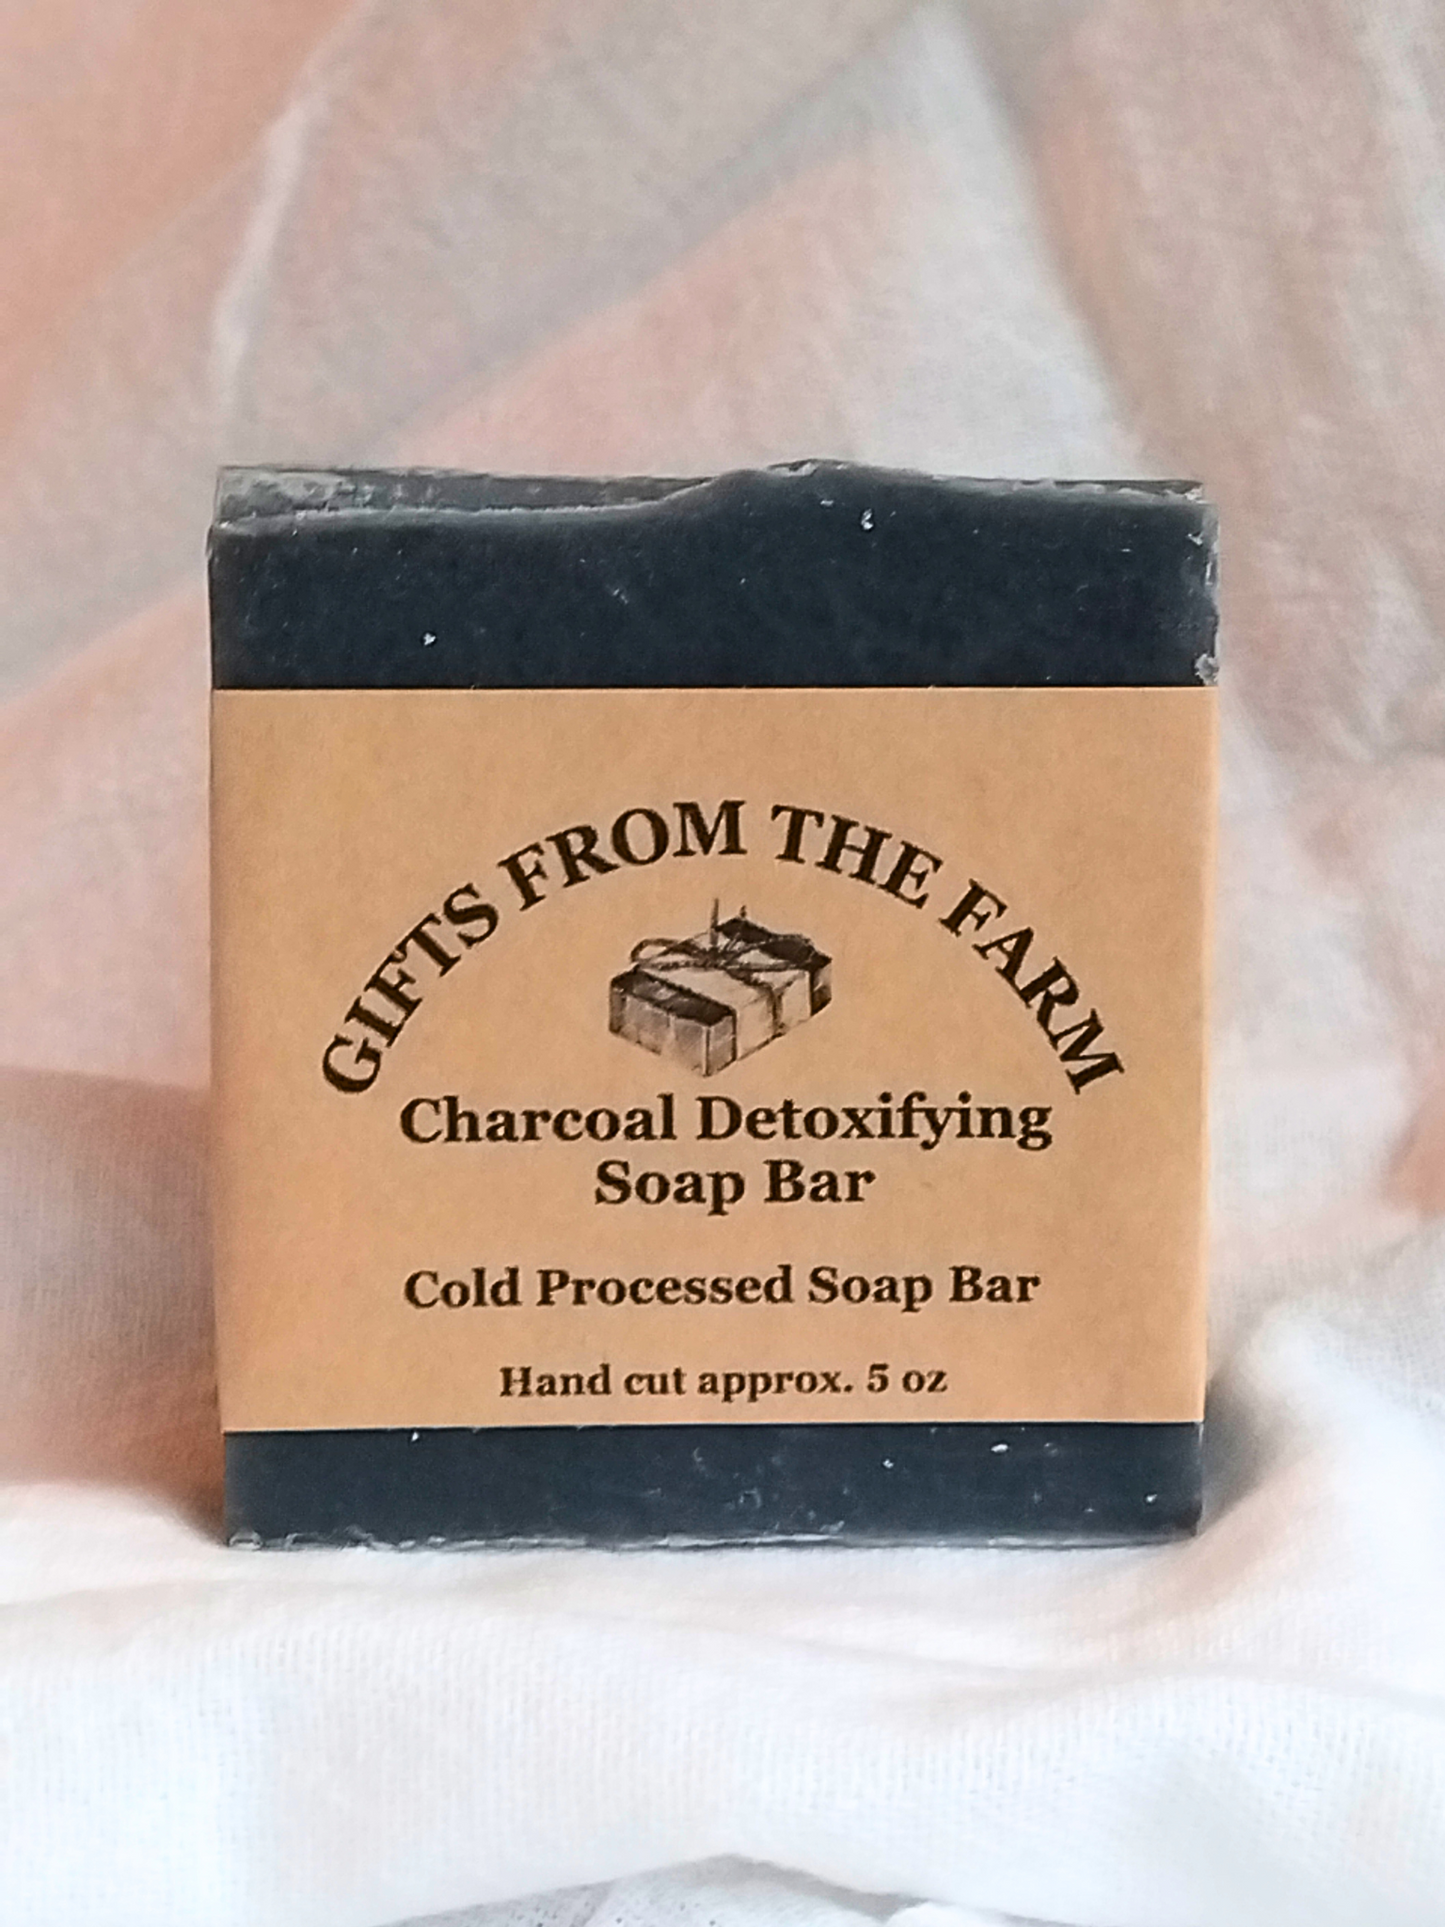 GIFTS FROM THE FARM
Charcoal Detoxifying
Soap Bar
Cold Processed Soap Bar
Hand cut approx. 5 oz